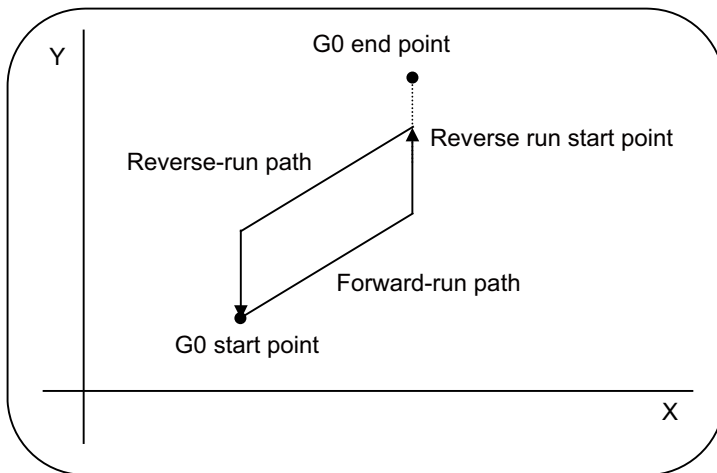 Y
G0 end point
Reverse run start point
Reverse-run path
Forward-run path
G0 start point
X